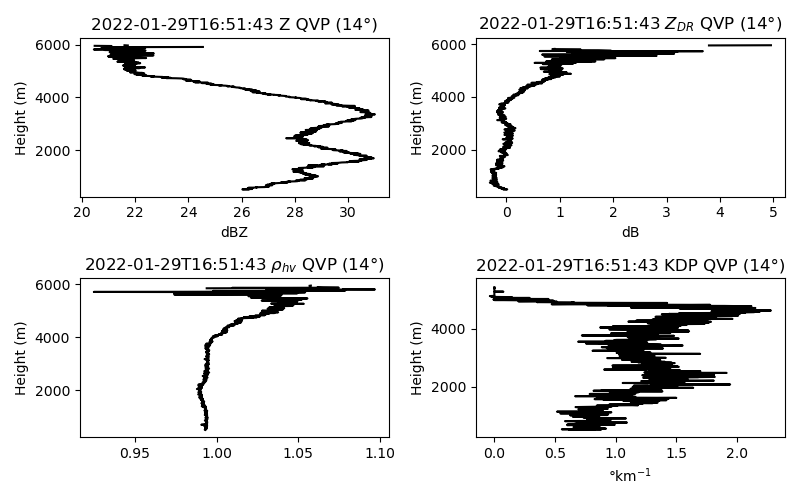 2022-01-29T16:51:43 Z QVP (14°)
6000
4000
2000
Height (m)
20 22 24 26 28 30
dBZ
2022-01-29T16:51:43 Z_DR QVP (14°)
6000
4000
2000
Height (m)
0 1 2 3 4 5
dB
2022-01-29T16:51:43 ρ_hv QVP (14°)
6000
4000
2000
Height (m)
0.95 1.00 1.05 1.10
2022-01-29T16:51:43 KDP QVP (14°)
4000
2000
Height (m)
0.0 0.5 1.0 1.5 2.0
°km⁻¹